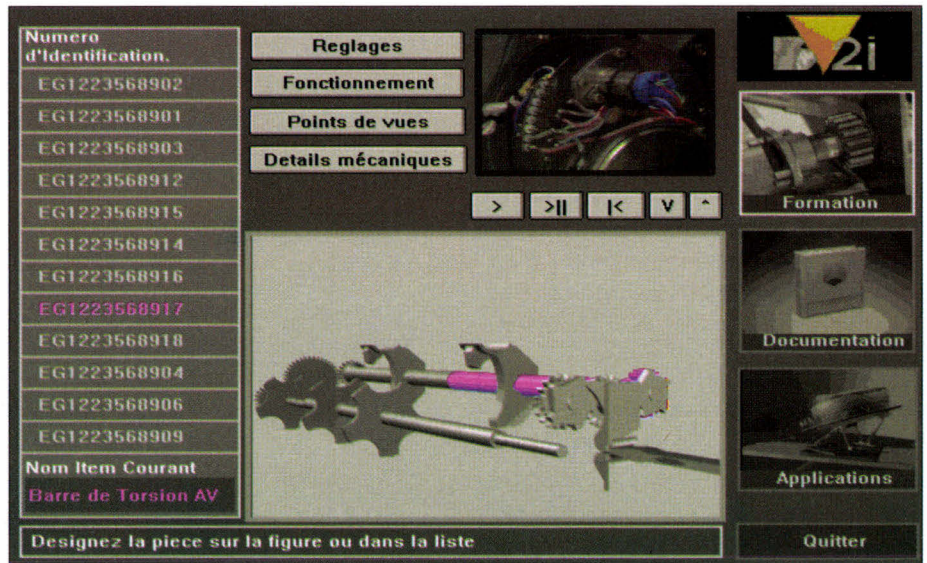 Numero
d'Identification.
EG1223568902
EG1223568901
EG1223568903
EG1223568912
EG1223568915
EG1223568914
EG1223568916
EG1223568917
EG1223568918
EG1223568904
EG1223568906
EG1223568909
Nom Item Courant
Barre de Torsion AV
Reglages
Fonctionnement
Points de vues
Details mécaniques
>
>||
|<
V
^
2i
Formation
Documentation
Applications
Designez la piece sur la figure ou dans la liste
Quitter